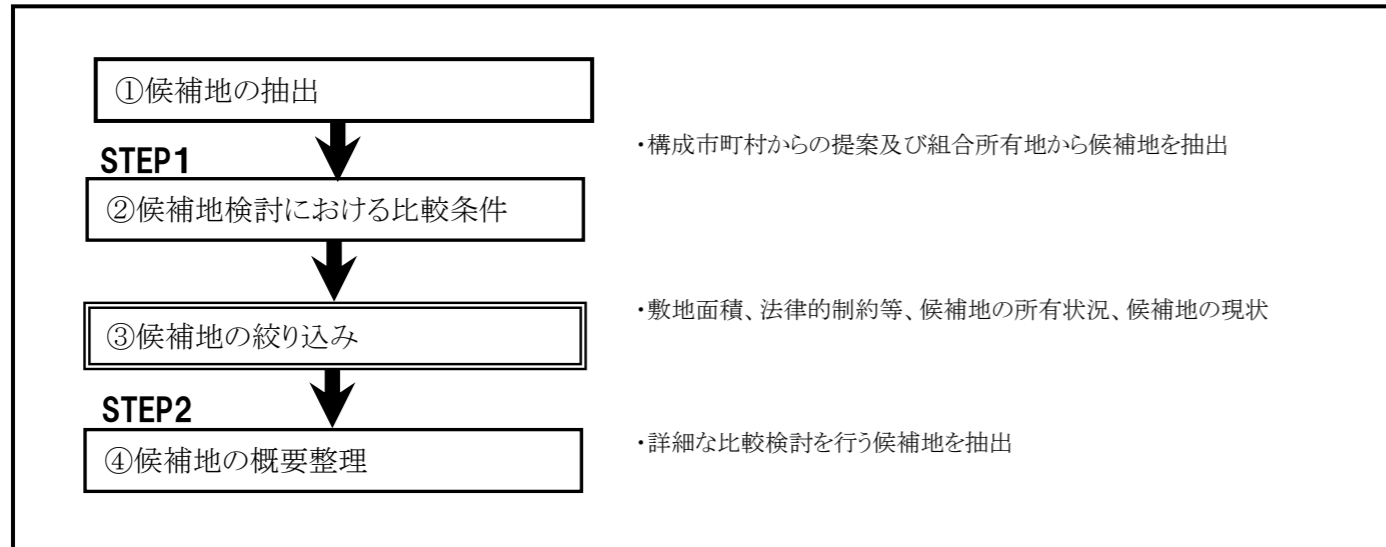 ①候補地の抽出
・構成市町村からの提案及び組合所有地から候補地を抽出
STEP1
②候補地検討における比較条件
・敷地面積、法律的制約等、候補地の所有状況、候補地の現状
③候補地の絞り込み
STEP2
・詳細な比較検討を行う候補地を抽出
④候補地の概要整理